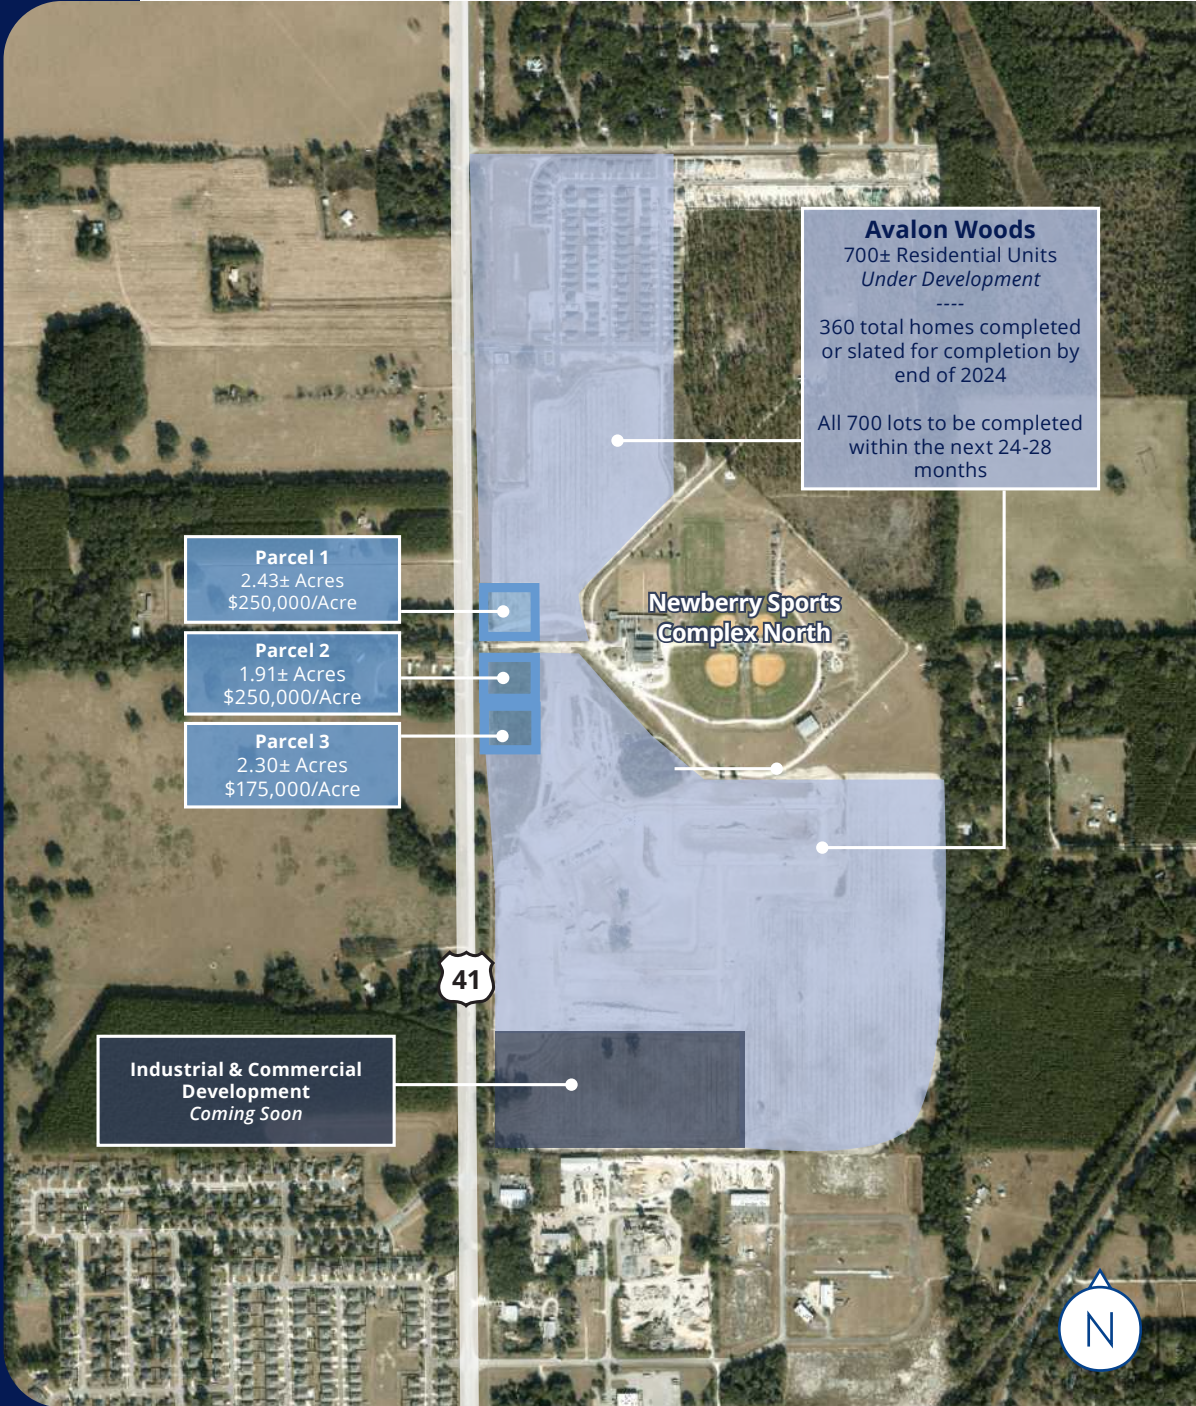 Avalon Woods
700± Residential Units
Under Development
----
360 total homes completed
or slated for completion by
end of 2024
All 700 lots to be completed
within the next 24-28
months
Parcel 1
2.43± Acres
$250,000/Acre
Parcel 2
1.91± Acres
$250,000/Acre
Parcel 3
2.30± Acres
$175,000/Acre
Newberry Sports
Complex North
41
Industrial & Commercial
Development
Coming Soon
N